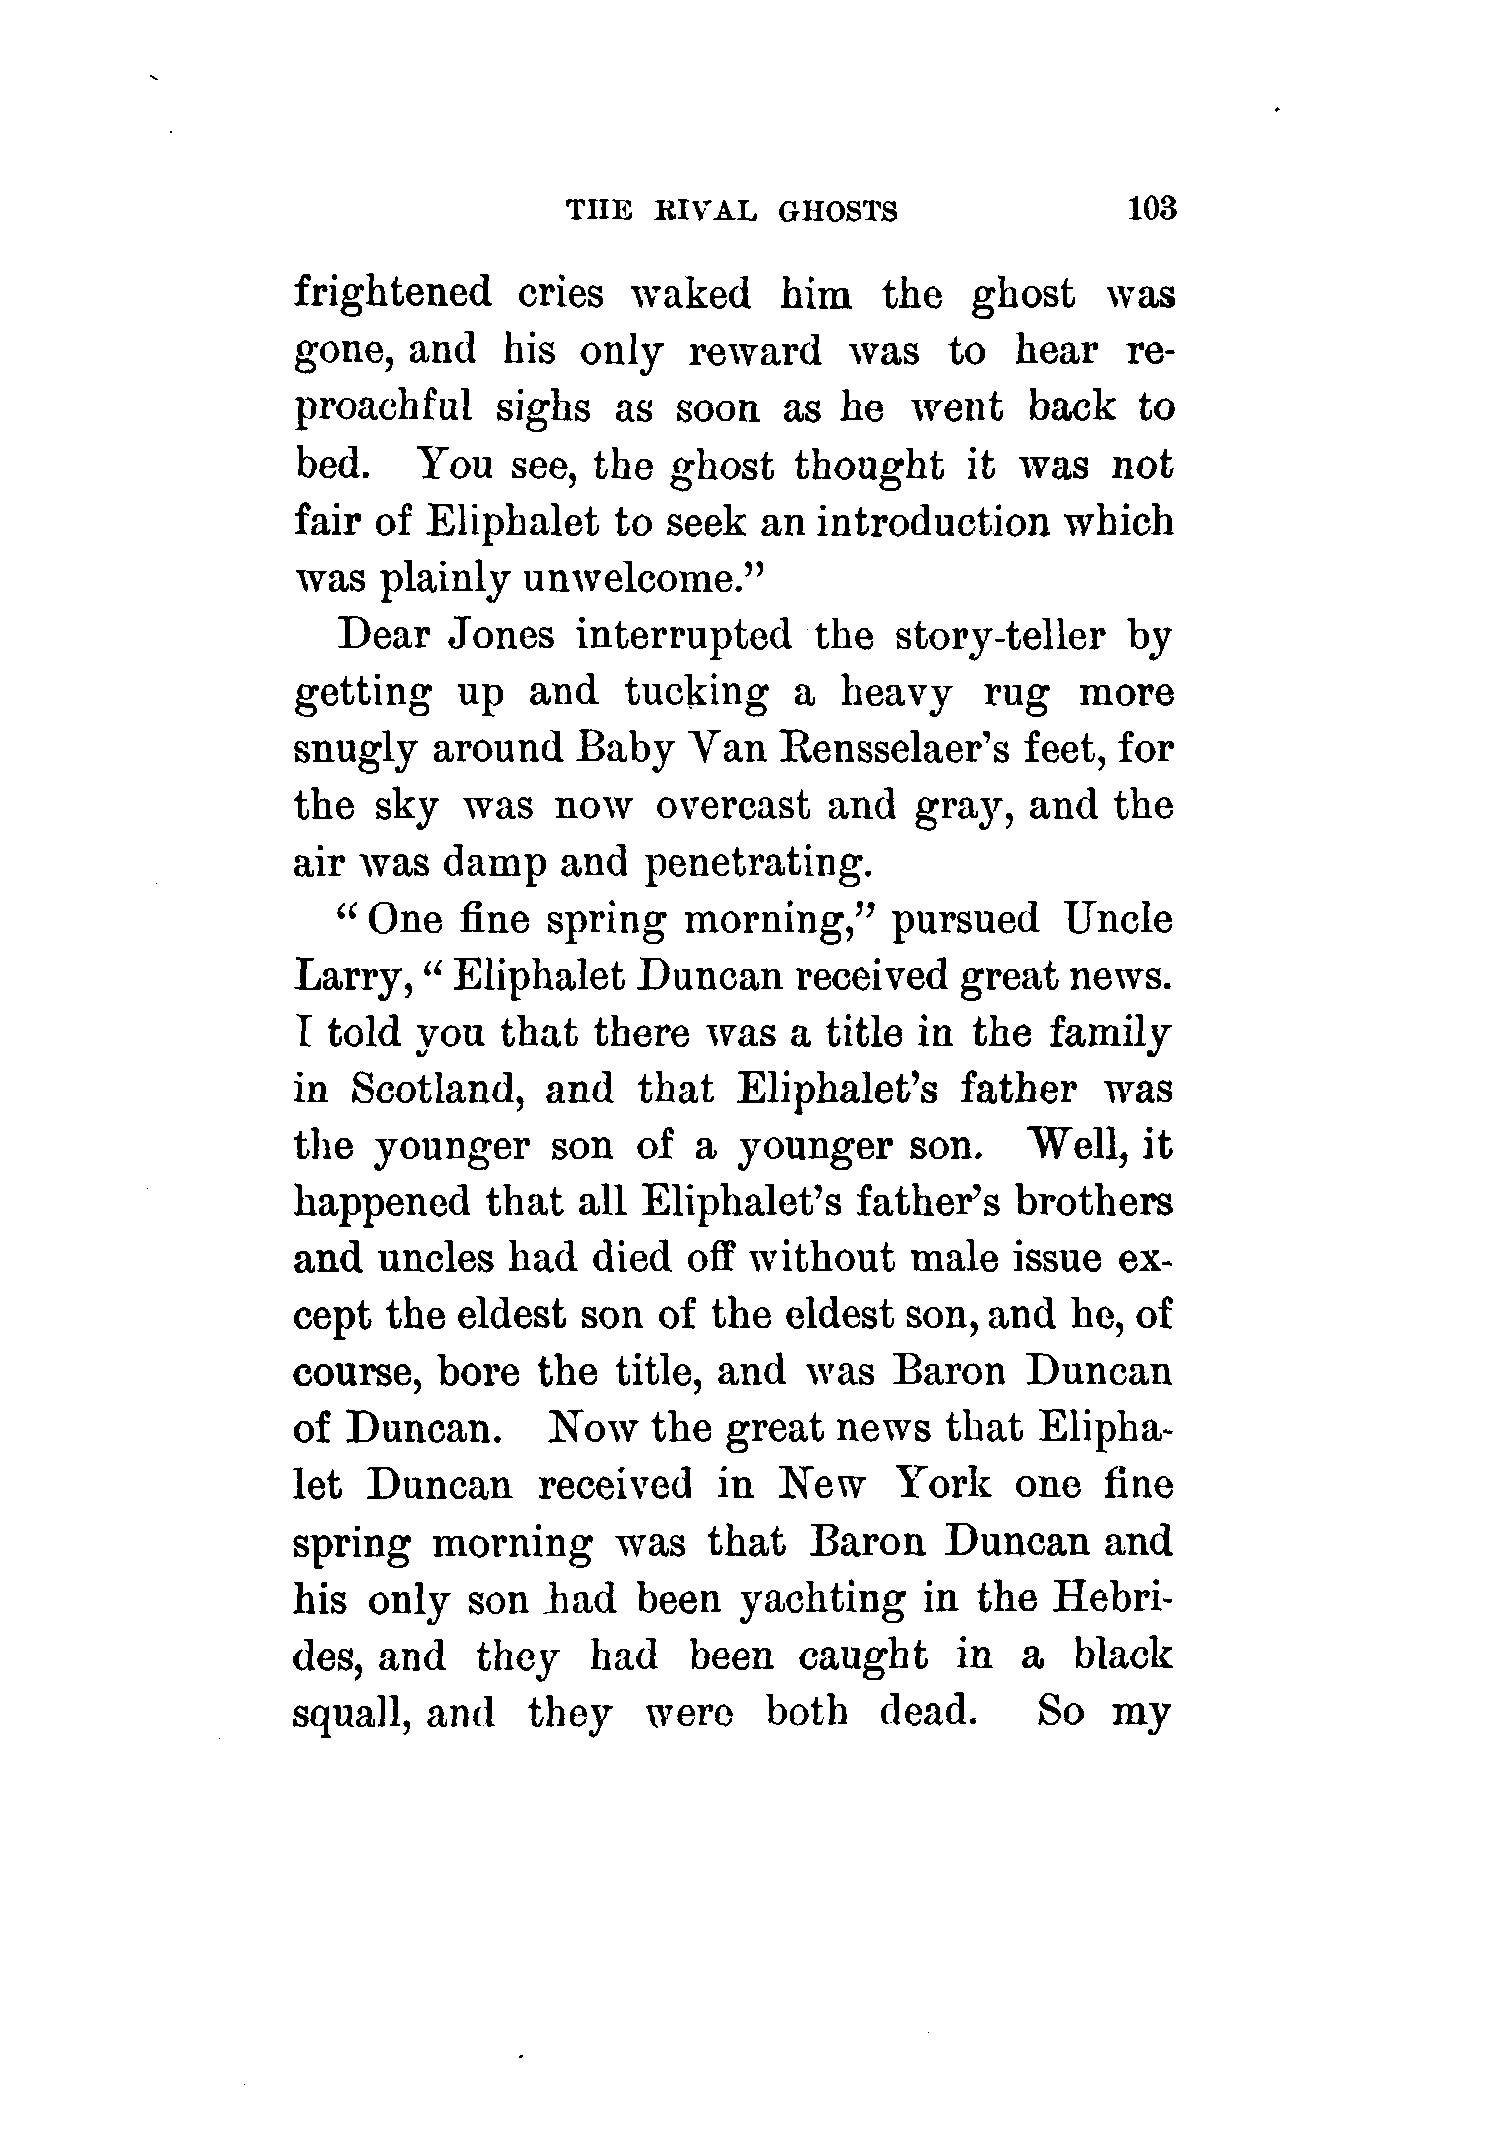 THE RIVAL GHOSTS 103
frightened cries waked him the ghost was
gone, and his only reward was to hear re-
proachful sighs as soon as he went back to
bed. You see, the ghost thought it was not
fair of Eliphalet to seek an introduction which
was plainly unwelcome.”
Dear Jones interrupted the story-teller by
getting up and tucking a heavy rug more
snugly around Baby Van Rensselaer’s feet, for
the sky was now overcast and gray, and the
air was damp and penetrating.
“ One fine spring morning,” pursued Uncle
Larry, “ Eliphalet Duncan received great news.
I told you that there was a title in the family
in Scotland, and that Eliphalet’s father was
the younger son of a younger son. Well, it
happened that all Eliphalet’s father’s brothers
and uncles had died off without male issue ex-
cept the eldest son of the eldest son, and he, of
course, bore the title, and was Baron Duncan
of Duncan. Now the great news that Elipha-
let Duncan received in New York one fine
spring morning was that Baron Duncan and
his only son had been yachting in the Hebri-
des, and they had been caught in a black
squall, and they were both dead. So my